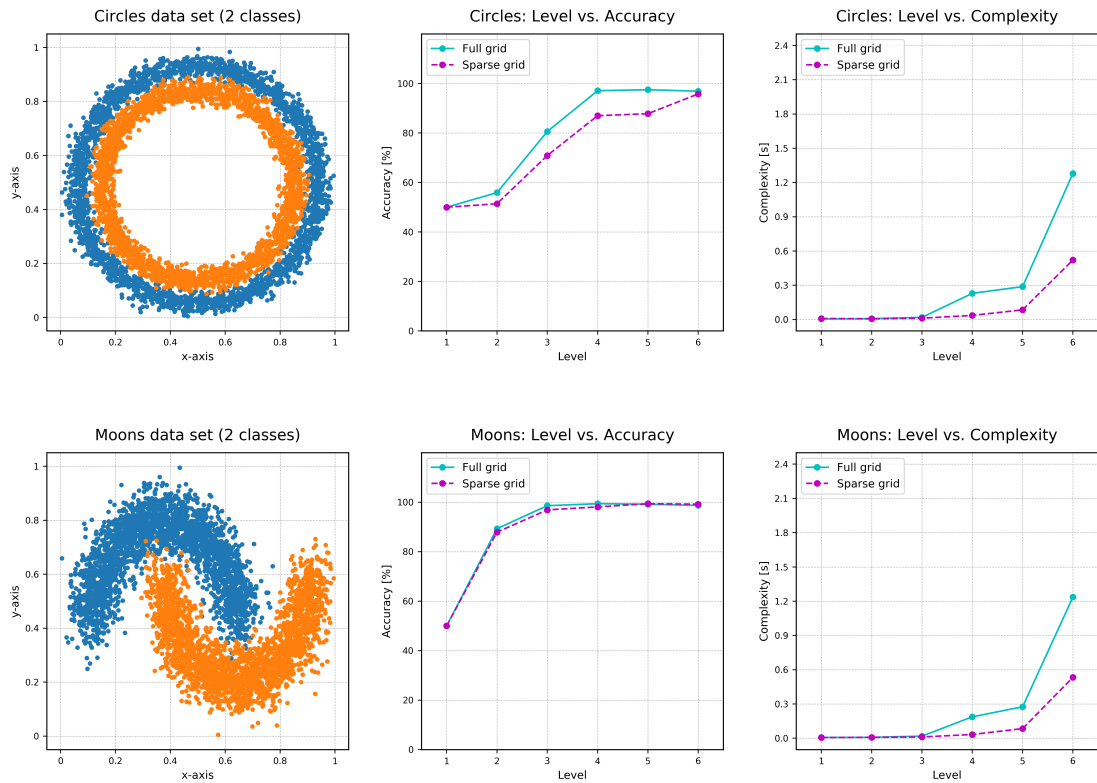 Circles data set (2 classes)
1
0.8
0.6
0.4
0.2
0
y-axis
0 0.2 0.4 0.6 0.8 1
x-axis
Circles: Level vs. Accuracy
Full grid
Sparse grid
100
80
60
40
20
0
Accuracy [%]
1 2 3 4 5 6
Level
Circles: Level vs. Complexity
Full grid
Sparse grid
2.4
2.1
1.8
1.5
1.2
0.9
0.6
0.3
0.0
Complexity [s]
1 2 3 4 5 6
Level
Moons data set (2 classes)
1
0.8
0.6
0.4
0.2
0
y-axis
0 0.2 0.4 0.6 0.8 1
x-axis
Moons: Level vs. Accuracy
Full grid
Sparse grid
100
80
60
40
20
0
Accuracy [%]
1 2 3 4 5 6
Level
Moons: Level vs. Complexity
Full grid
Sparse grid
2.4
2.1
1.8
1.5
1.2
0.9
0.6
0.3
0.0
Complexity [s]
1 2 3 4 5 6
Level